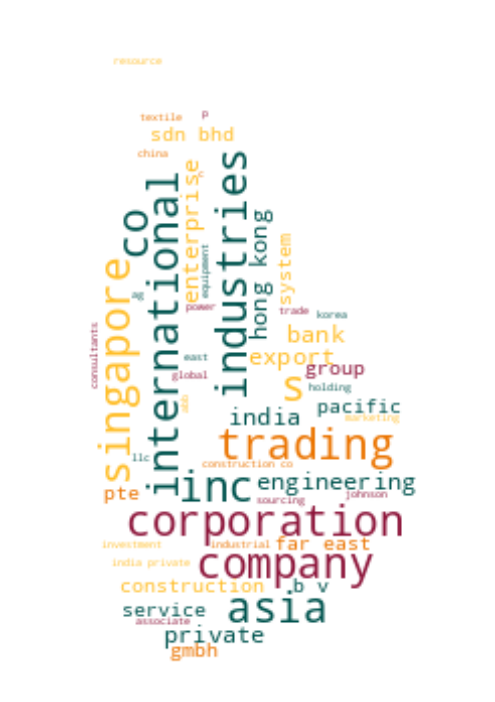 resource
textile
p
sdn bhd
china
industries
enterprise
c
international
co
hong kong
system
equipment
singapore
ag
power
trade
korea
consultants
bank
east
export
group
global
s
holding
abb
pacific
india
marketing
trading
llc
construction co
inc
engineering
pte
johnson
sourcing
corporation
investment
industrial
far east
company
india private
construction
b v
asia
service
associate
private
gmbh